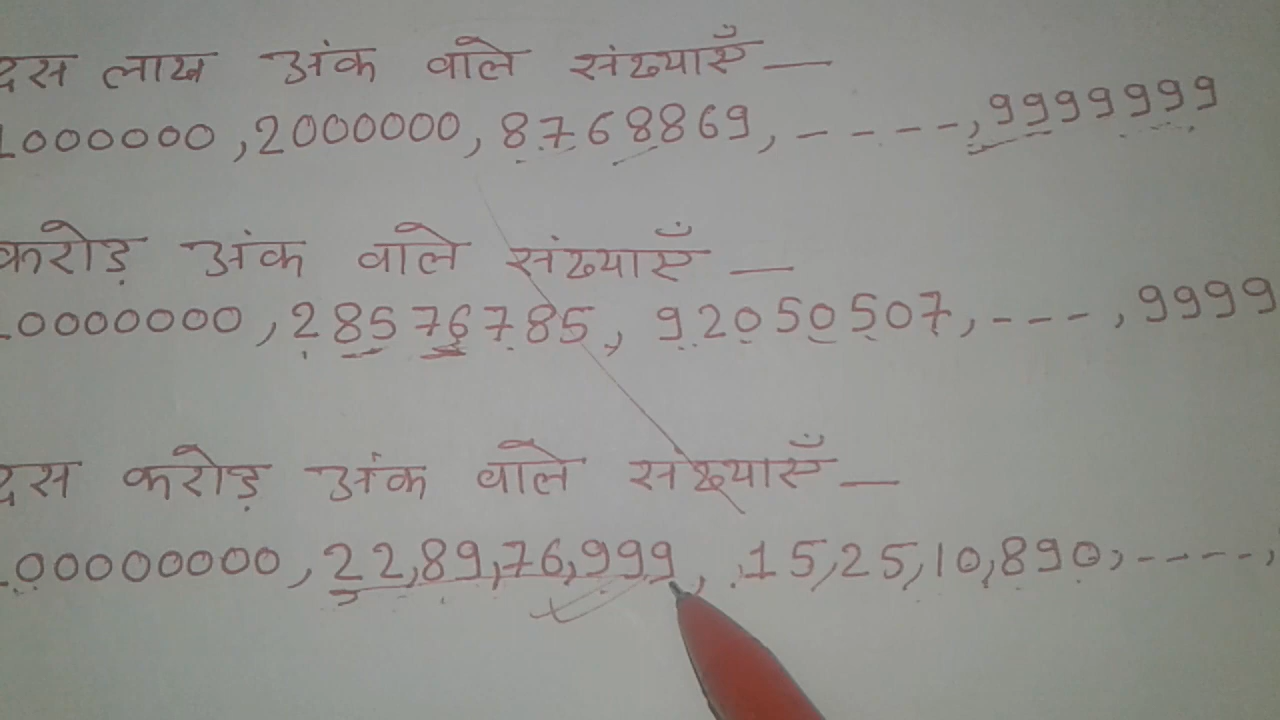 दस लाख अंक वाले संख्याएँ —
1000000, 2000000, 8768869, - - - - -, 9999999
करोड़ अंक वाले संख्याएँ —
10000000, 28576785, 92050507, - - - , 9999
दस करोड़ अंक वाले संख्याएँ —
100000000, 22,89,76,999, 15,25,10,890, - - - - ,